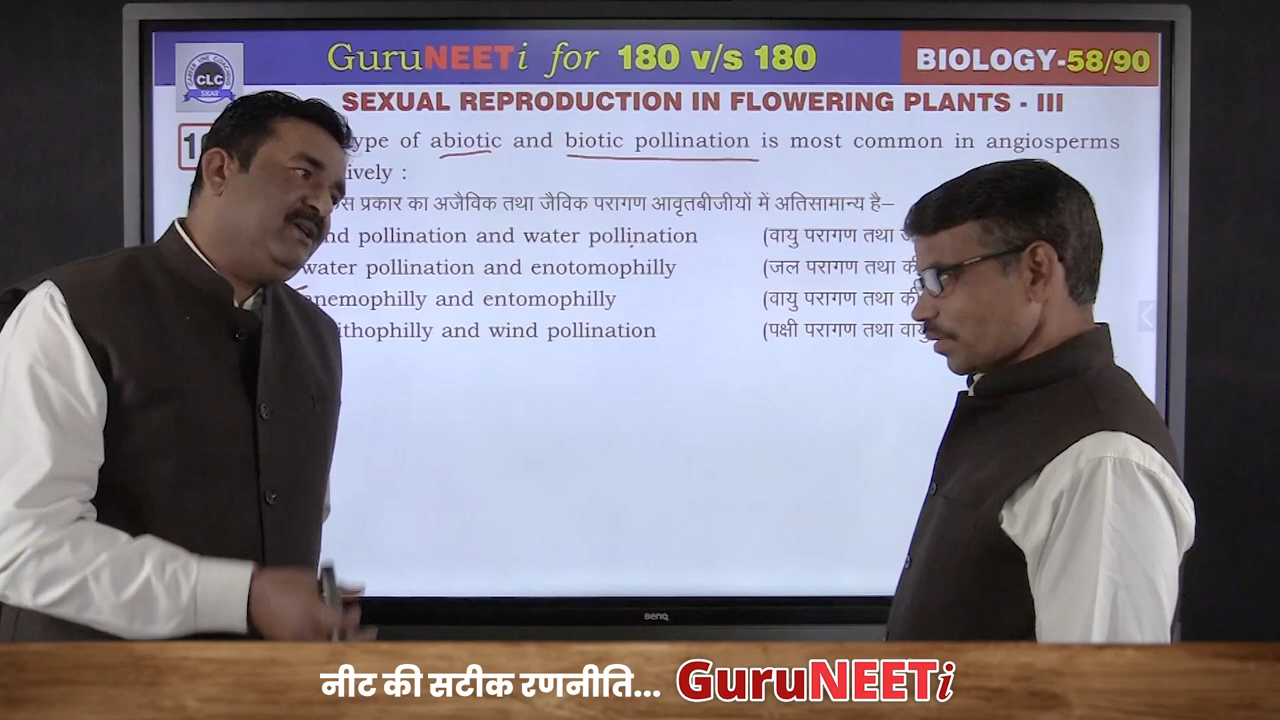 GuruNEETi for 180 v/s 180
BIOLOGY-58/90
CLC
SEXUAL REPRODUCTION IN FLOWERING PLANTS - III
type of abiotic and biotic pollination is most common in angiosperms
ively :
स प्रकार का अजैविक तथा जैविक परागण आवृतबीजीयों में अतिसामान्य है–
nd pollination and water pollination (वायु परागण तथा
water pollination and enotomophilly (जल परागण तथा की
anemophilly and entomophilly (वायु परागण तथा की
ithophilly and wind pollination (पक्षी परागण तथा वायु
BenQ
नीट की सटीक रणनीति... GuruNEETi